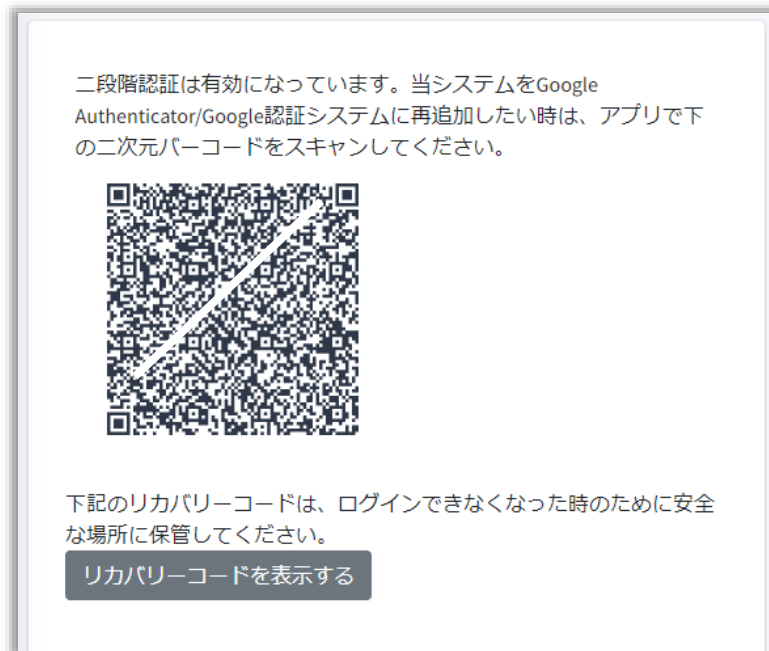 二段階認証は有効になっています。当システムをGoogle
Authenticator/Google認証システムに再追加したい時は、アプリで下
の二次元バーコードをスキャンしてください。
下記のリカバリーコードは、ログインできなくなった時のために安全
な場所に保管してください。
リカバリーコードを表示する